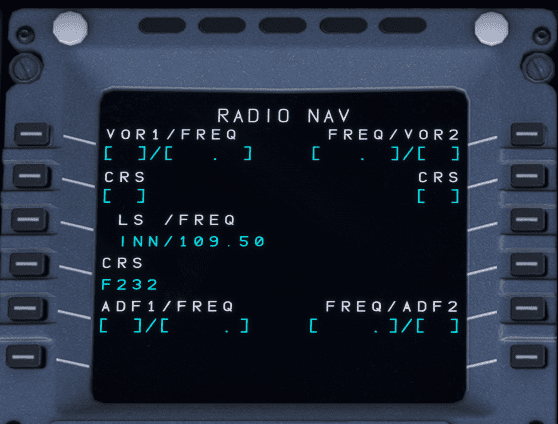 RADIO NAV
VOR1/FREQ FREQ/VOR2
[ ]/[ . ] [ . ]/[ ]
CRS CRS
[ ] [ ]
LS /FREQ
INN/109.50
CRS
F232
ADF1/FREQ FREQ/ADF2
[ ]/[ .] [ .]/[ ]